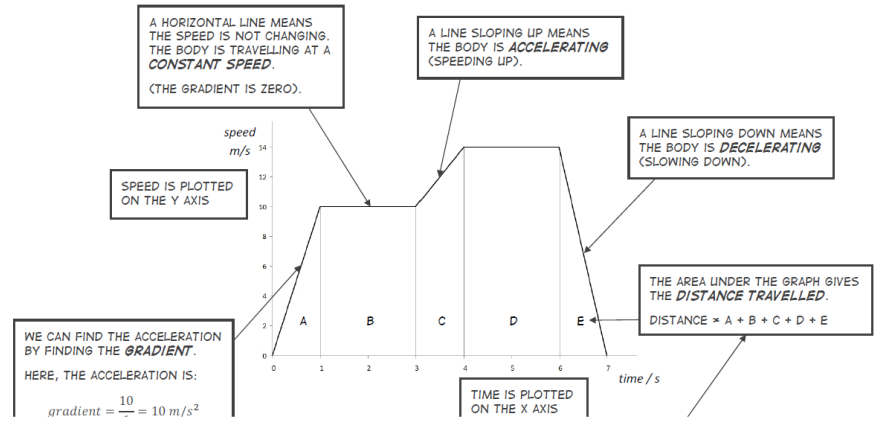 A HORIZONTAL LINE MEANS
THE SPEED IS NOT CHANGING.
THE BODY IS TRAVELLING AT A
CONSTANT SPEED.
(THE GRADIENT IS ZERO).
A LINE SLOPING UP MEANS
THE BODY IS ACCELERATING
(SPEEDING UP).
A LINE SLOPING DOWN MEANS
THE BODY IS DECELERATING
(SLOWING DOWN).
SPEED IS PLOTTED
ON THE Y AXIS
speed
m/s
14
12
10
8
6
4
2
0
A B C D E
0 1 2 3 4 5 6 7
time / s
THE AREA UNDER THE GRAPH GIVES
THE DISTANCE TRAVELLED.
DISTANCE = A + B + C + D + E
WE CAN FIND THE ACCELERATION
BY FINDING THE GRADIENT.
HERE, THE ACCELERATION IS:
gradient = 10 = 10 m/s²
TIME IS PLOTTED
ON THE X AXIS